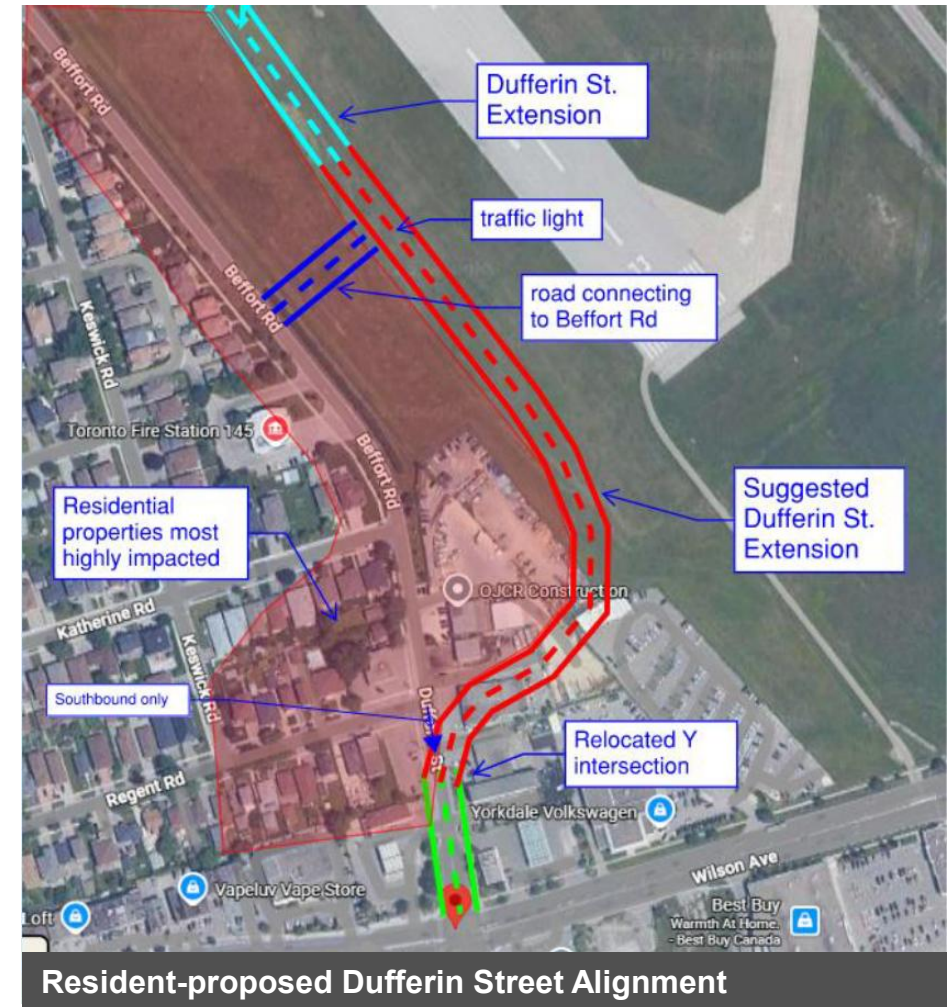 Beffort Rd
Dufferin St.
Extension
traffic light
road connecting
to Beffort Rd
Beffort Rd
Keswick Rd
33
Toronto Fire Station 145
Beffort Rd
Residential
properties most
highly impacted
Suggested
Dufferin St.
Extension
OJCR Construction
Katherine Rd
Keswick Rd
Southbound only
Dufferin St
Relocated Y
intersection
Regent Rd
Yorkdale Volkswagen
Wilson Ave
Vapeluv Vape Store
Loft
Best Buy
Warmth At Home.
- Best Buy Canada
Resident-proposed Dufferin Street Alignment